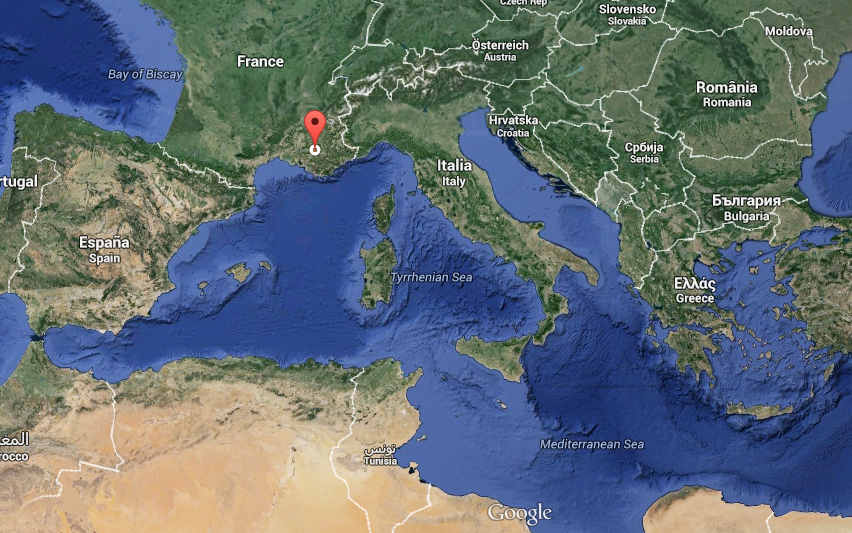 Czech Rep
Slovensko
Slovakia
Moldova
Österreich
Austria
France
Bay of Biscay
România
Romania
Hrvatska
Croatia
Србија
Serbia
Italia
Italy
rtugal
България
Bulgaria
España
Spain
Tyrrhenian Sea
Ελλάς
Greece
المغ
rocco
تونس
Tunisia
Mediterranean Sea
Google